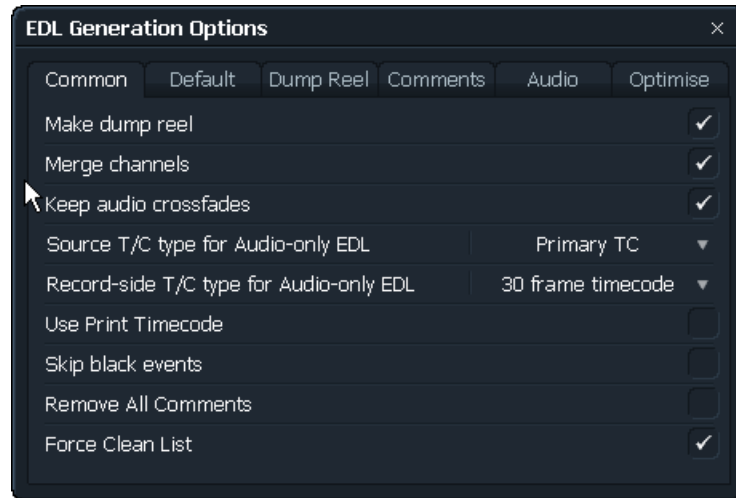 EDL Generation Options
Common Default Dump Reel Comments Audio Optimise
Make dump reel
Merge channels
Keep audio crossfades
Source T/C type for Audio-only EDL Primary TC
Record-side T/C type for Audio-only EDL 30 frame timecode
Use Print Timecode
Skip black events
Remove All Comments
Force Clean List